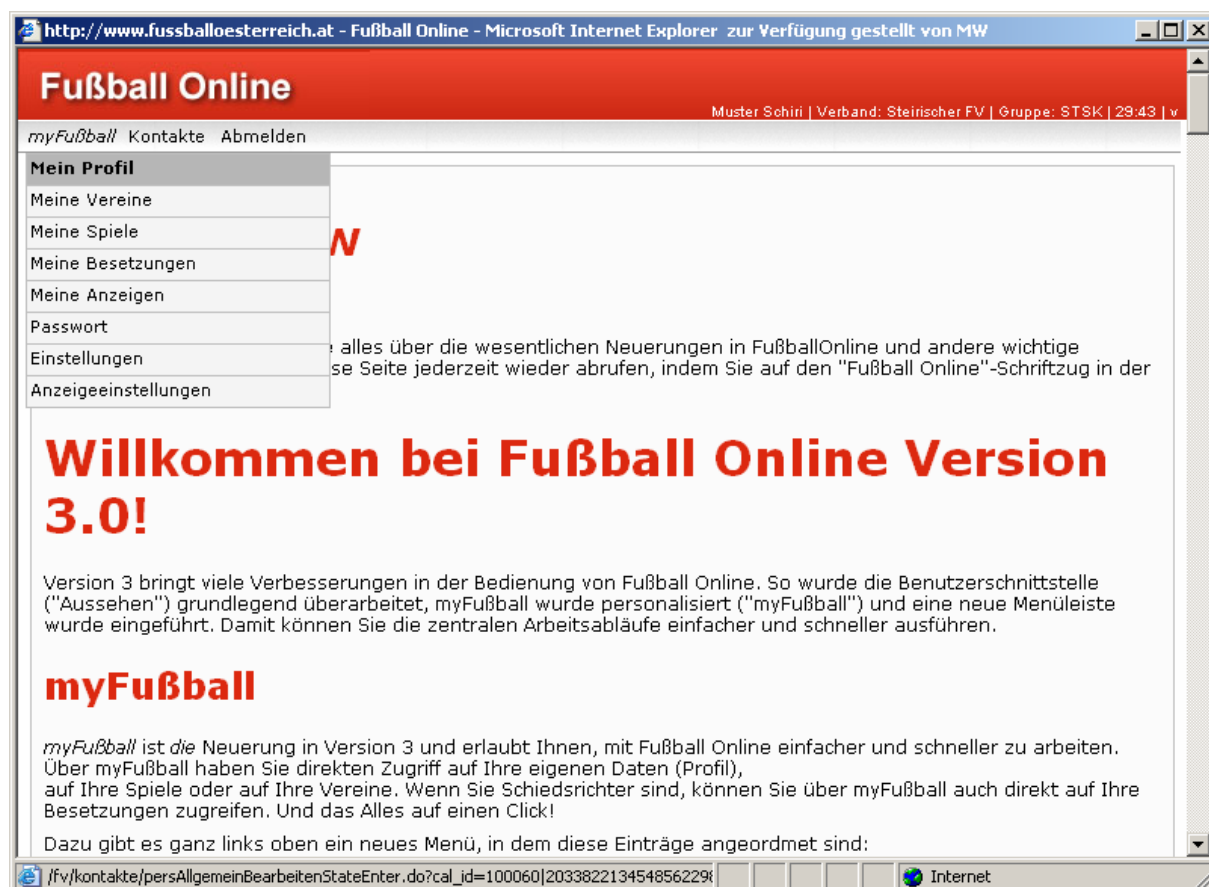 http://www.fussballoesterreich.at - Fußball Online - Microsoft Internet Explorer zur Verfügung gestellt von MW
Fußball Online
Muster Schiri | Verband: Steirischer FV | Gruppe: STSK | 29:43 | v
myFußball Kontakte Abmelden
Mein Profil
Meine Vereine
Meine Spiele
Meine Besetzungen
Meine Anzeigen
Passwort
Einstellungen
Anzeigeeinstellungen
w
alles über die wesentlichen Neuerungen in FußballOnline und andere wichtige
se Seite jederzeit wieder abrufen, indem Sie auf den "Fußball Online"-Schriftzug in der
Willkommen bei Fußball Online Version
3.0!
Version 3 bringt viele Verbesserungen in der Bedienung von Fußball Online. So wurde die Benutzerschnittstelle
("Aussehen") grundlegend überarbeitet, myFußball wurde personalisiert ("myFußball") und eine neue Menüleiste
wurde eingeführt. Damit können Sie die zentralen Arbeitsabläufe einfacher und schneller ausführen.
myFußball
myFußball ist die Neuerung in Version 3 und erlaubt Ihnen, mit Fußball Online einfacher und schneller zu arbeiten.
Über myFußball haben Sie direkten Zugriff auf Ihre eigenen Daten (Profil),
auf Ihre Spiele oder auf Ihre Vereine. Wenn Sie Schiedsrichter sind, können Sie über myFußball auch direkt auf Ihre
Besetzungen zugreifen. Und das Alles auf einen Click!
Dazu gibt es ganz links oben ein neues Menü, in dem diese Einträge angeordnet sind:
/fv/kontakte/persAllgemeinBearbeitenStateEnter.do?cal_id=100060|2033822134548562298
Internet